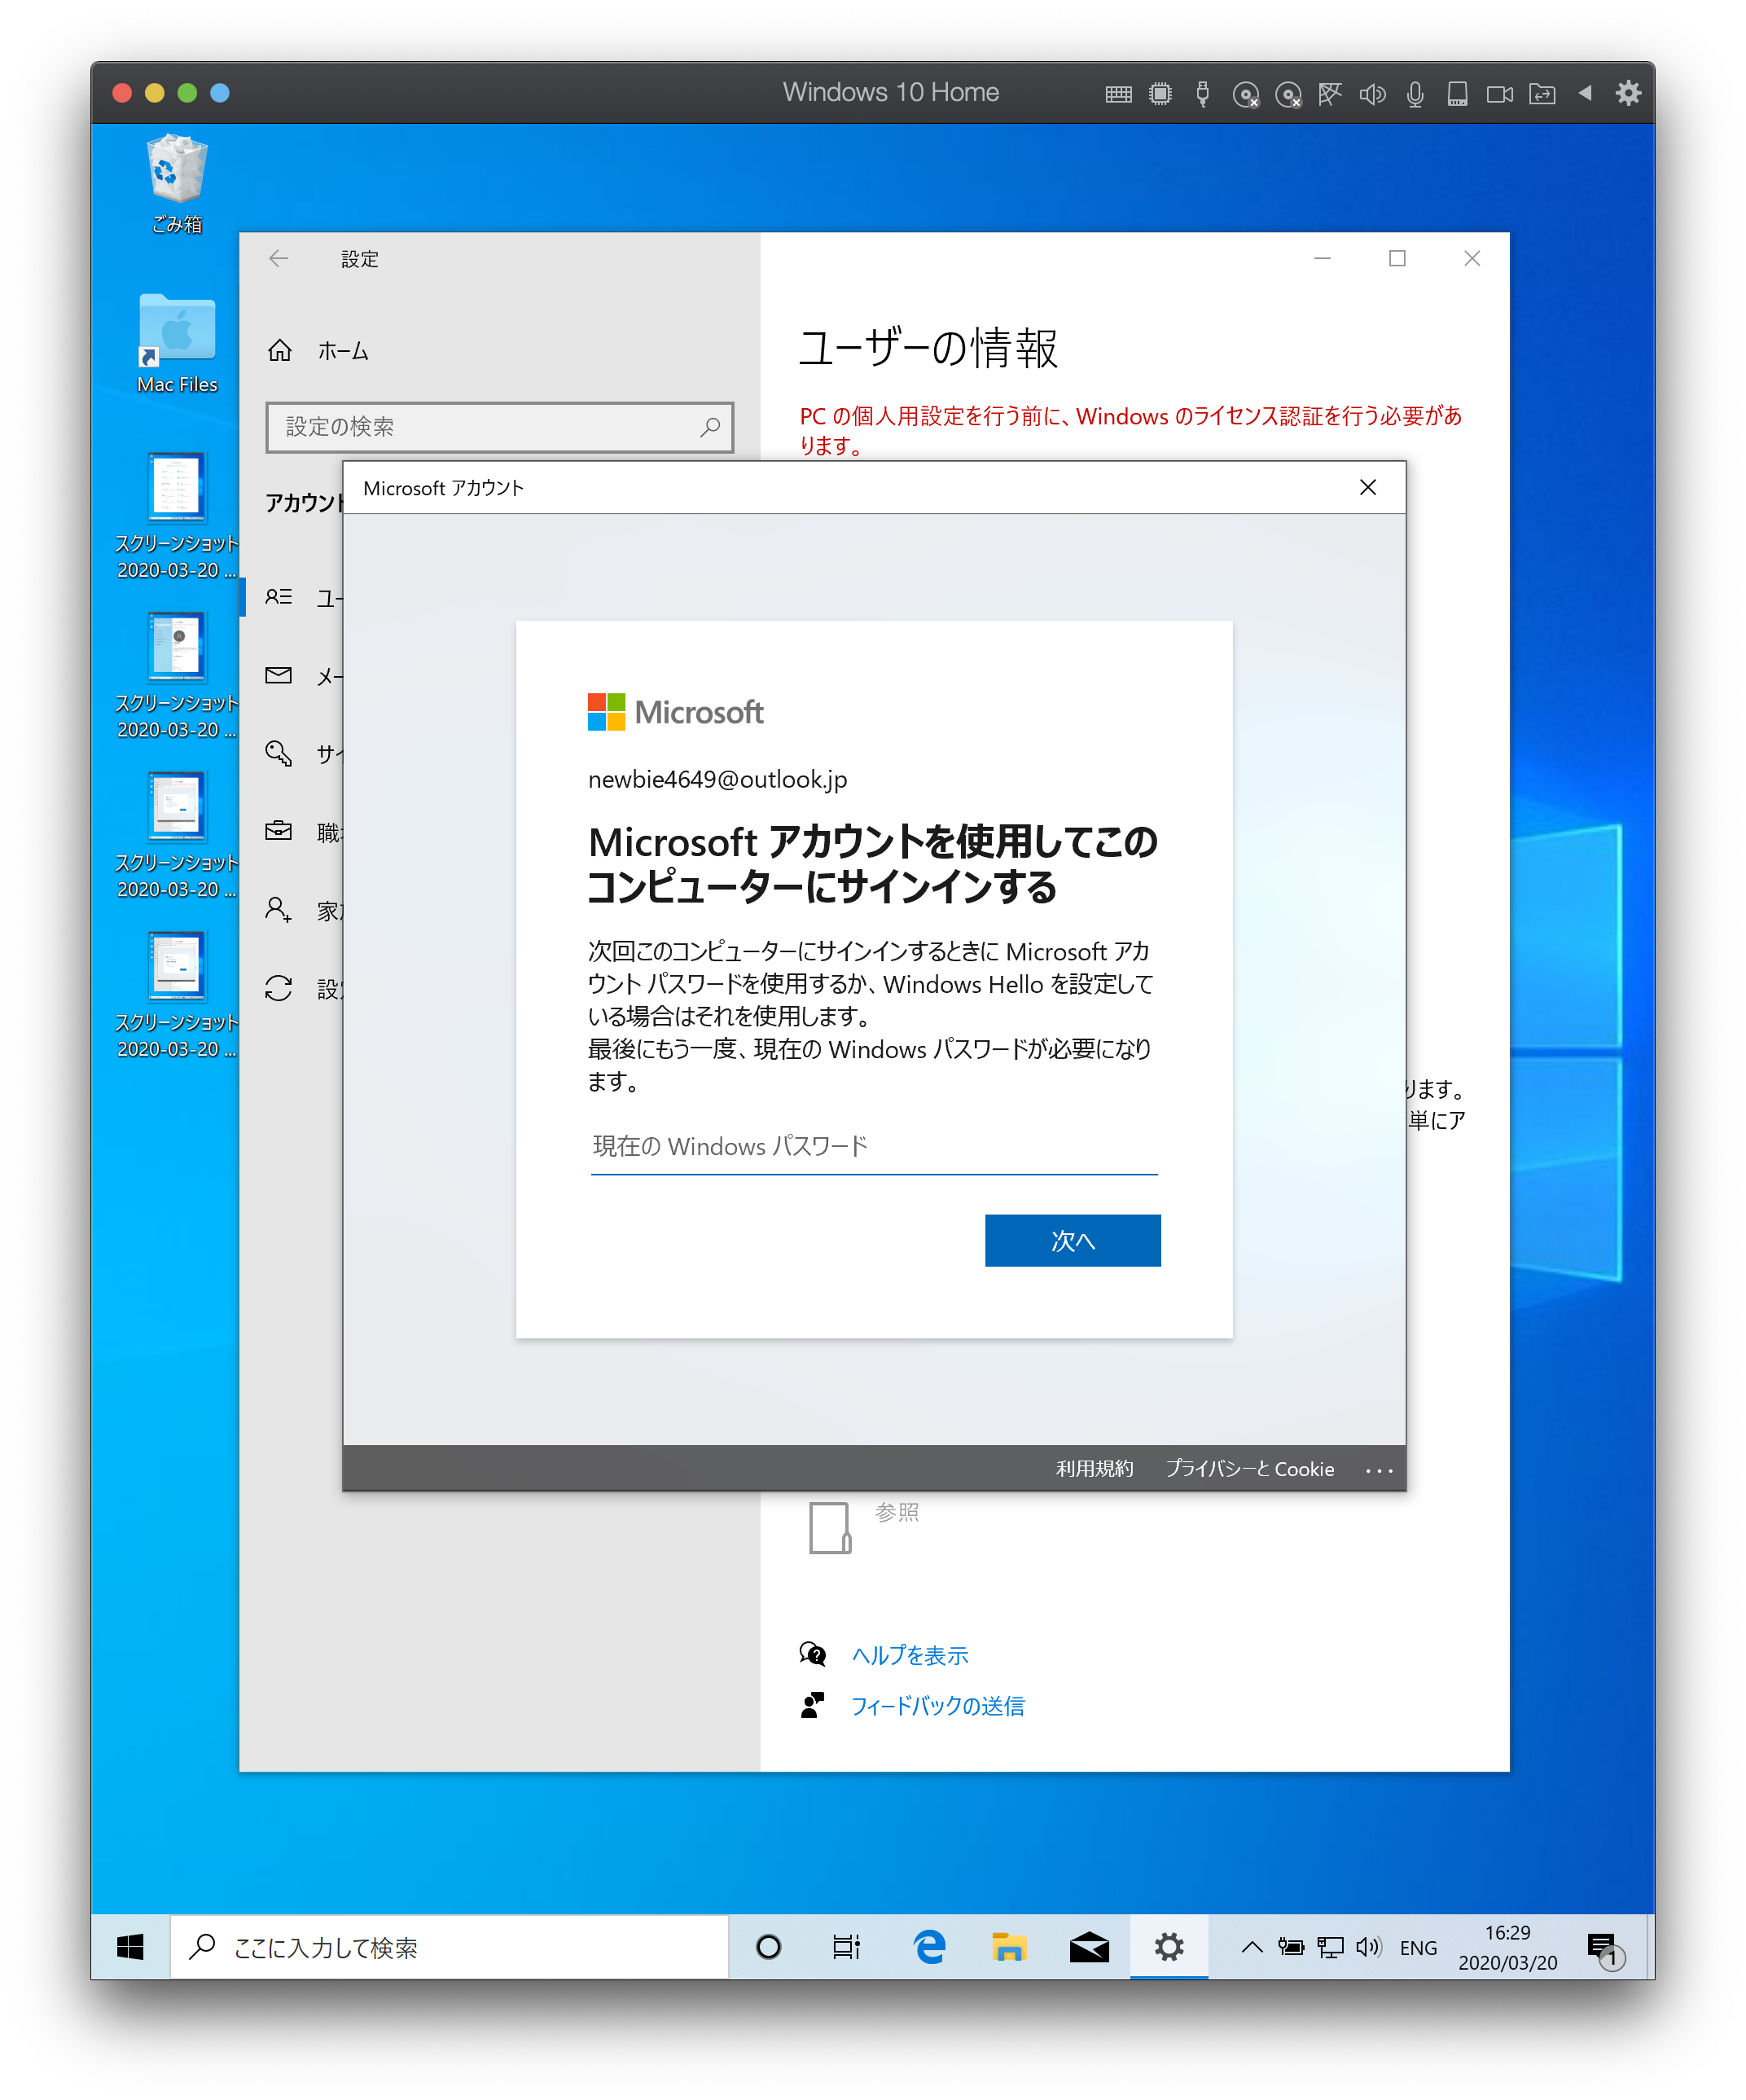 Windows 10 Home
ごみ箱
Mac Files
スクリーンショット
2020-03-20 ...
スクリーンショット
2020-03-20 ...
スクリーンショット
2020-03-20 ...
スクリーンショット
2020-03-20 ...
設定
ホーム
設定の検索
アカウント
ユー
メー
サイ
職
家
設
ユーザーの情報
PC の個人用設定を行う前に、Windows のライセンス認証を行う必要があ
ります。
Microsoft アカウント
Microsoft
newbie4649@outlook.jp
Microsoft アカウントを使用してこの
コンピューターにサインインする
次回このコンピューターにサインインするときに Microsoft アカ
ウント パスワードを使用するか、Windows Hello を設定して
いる場合はそれを使用します。
最後にもう一度、現在の Windows パスワードが必要になり
ます。
現在の Windows パスワード
次へ
利用規約 プライバシーと Cookie ...
ります。
単にア
参照
ヘルプを表示
フィードバックの送信
ここに入力して検索
ENG
16:29
2020/03/20
1